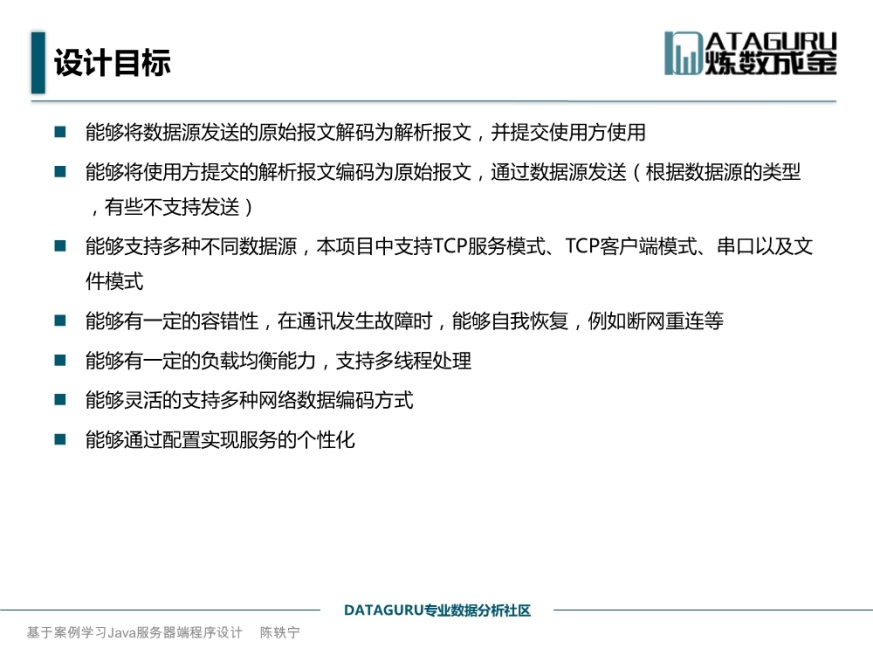 设计目标
DATAGURU
炼数成金
■ 能够将数据源发送的原始报文解码为解析报文，并提交使用方使用
■ 能够将使用方提交的解析报文编码为原始报文，通过数据源发送（根据数据源的类型
，有些不支持发送）
■ 能够支持多种不同数据源，本项目中支持TCP服务模式、TCP客户端模式、串口以及文
件模式
■ 能够有一定的容错性，在通讯发生故障时，能够自我恢复，例如断网重连等
■ 能够有一定的负载均衡能力，支持多线程处理
■ 能够灵活的支持多种网络数据编码方式
■ 能够通过配置实现服务的个性化
DATAGURU专业数据分析社区
基于案例学习Java服务器端程序设计 陈轶宁